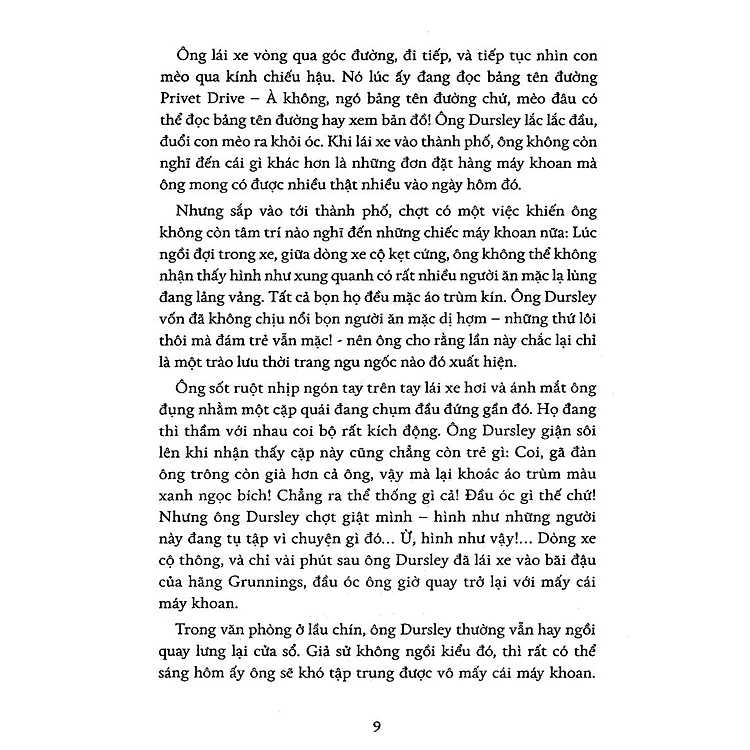 Ông lái xe vòng qua góc đường, đi tiếp, và tiếp tục nhìn con
mèo qua kính chiếu hậu. Nó lúc ấy đang đọc bảng tên đường
Privet Drive – À không, ngó bảng tên đường chứ, mèo đâu có
thể đọc bảng tên đường hay xem bản đồ! Ông Dursley lắc lắc đầu,
đuổi con mèo ra khỏi óc. Khi lái xe vào thành phố, ông không còn
nghĩ đến cái gì khác hơn là những đơn đặt hàng máy khoan mà
ông mong có được nhiều thật nhiều vào ngày hôm đó.
Nhưng sắp vào tới thành phố, chợt có một việc khiến ông
không còn tâm trí nào nghĩ đến những chiếc máy khoan nữa: Lúc
ngồi đợi trong xe, giữa dòng xe cộ kẹt cứng, ông không thể không
nhận thấy hình như xung quanh có rất nhiều người ăn mặc lạ lùng
đang lảng vảng. Tất cả bọn họ đều mặc áo trùm kín. Ông Dursley
vốn đã không chịu nổi bọn người ăn mặc dị hợm – những thứ lôi
thôi mà đám trẻ vẫn mặc! - nên ông cho rằng lần này chắc lại chỉ
là một trào lưu thời trang ngu ngốc nào đó xuất hiện.
Ông sốt ruột nhịp ngón tay trên tay lái xe hơi và ánh mắt ông
đụng nhằm một cặp quái đang chụm đầu đứng gần đó. Họ đang
thì thầm với nhau coi bộ rất kích động. Ông Dursley giận sôi
lên khi nhận thấy cặp này cũng chẳng còn trẻ gì: Coi, gã đàn
ông trông còn già hơn cả ông, vậy mà lại khoác áo trùm màu
xanh ngọc bích! Chẳng ra thể thống gì cả! Đầu óc gì thế chứ!
Nhưng ông Dursley chợt giật mình – hình như những người
này đang tụ tập vì chuyện gì đó... Ừ, hình như vậy!... Dòng xe
cộ thông, và chỉ vài phút sau ông Dursley đã lái xe vào bãi đậu
của hãng Grunnings, đầu óc ông giờ quay trở lại với mấy cái
máy khoan.
Trong văn phòng ở lầu chín, ông Dursley thường vẫn hay ngồi
quay lưng lại cửa sổ. Giả sử không ngồi kiểu đó, thì rất có thể
sáng hôm ấy ông sẽ khó tập trung được vô mấy cái máy khoan.
9